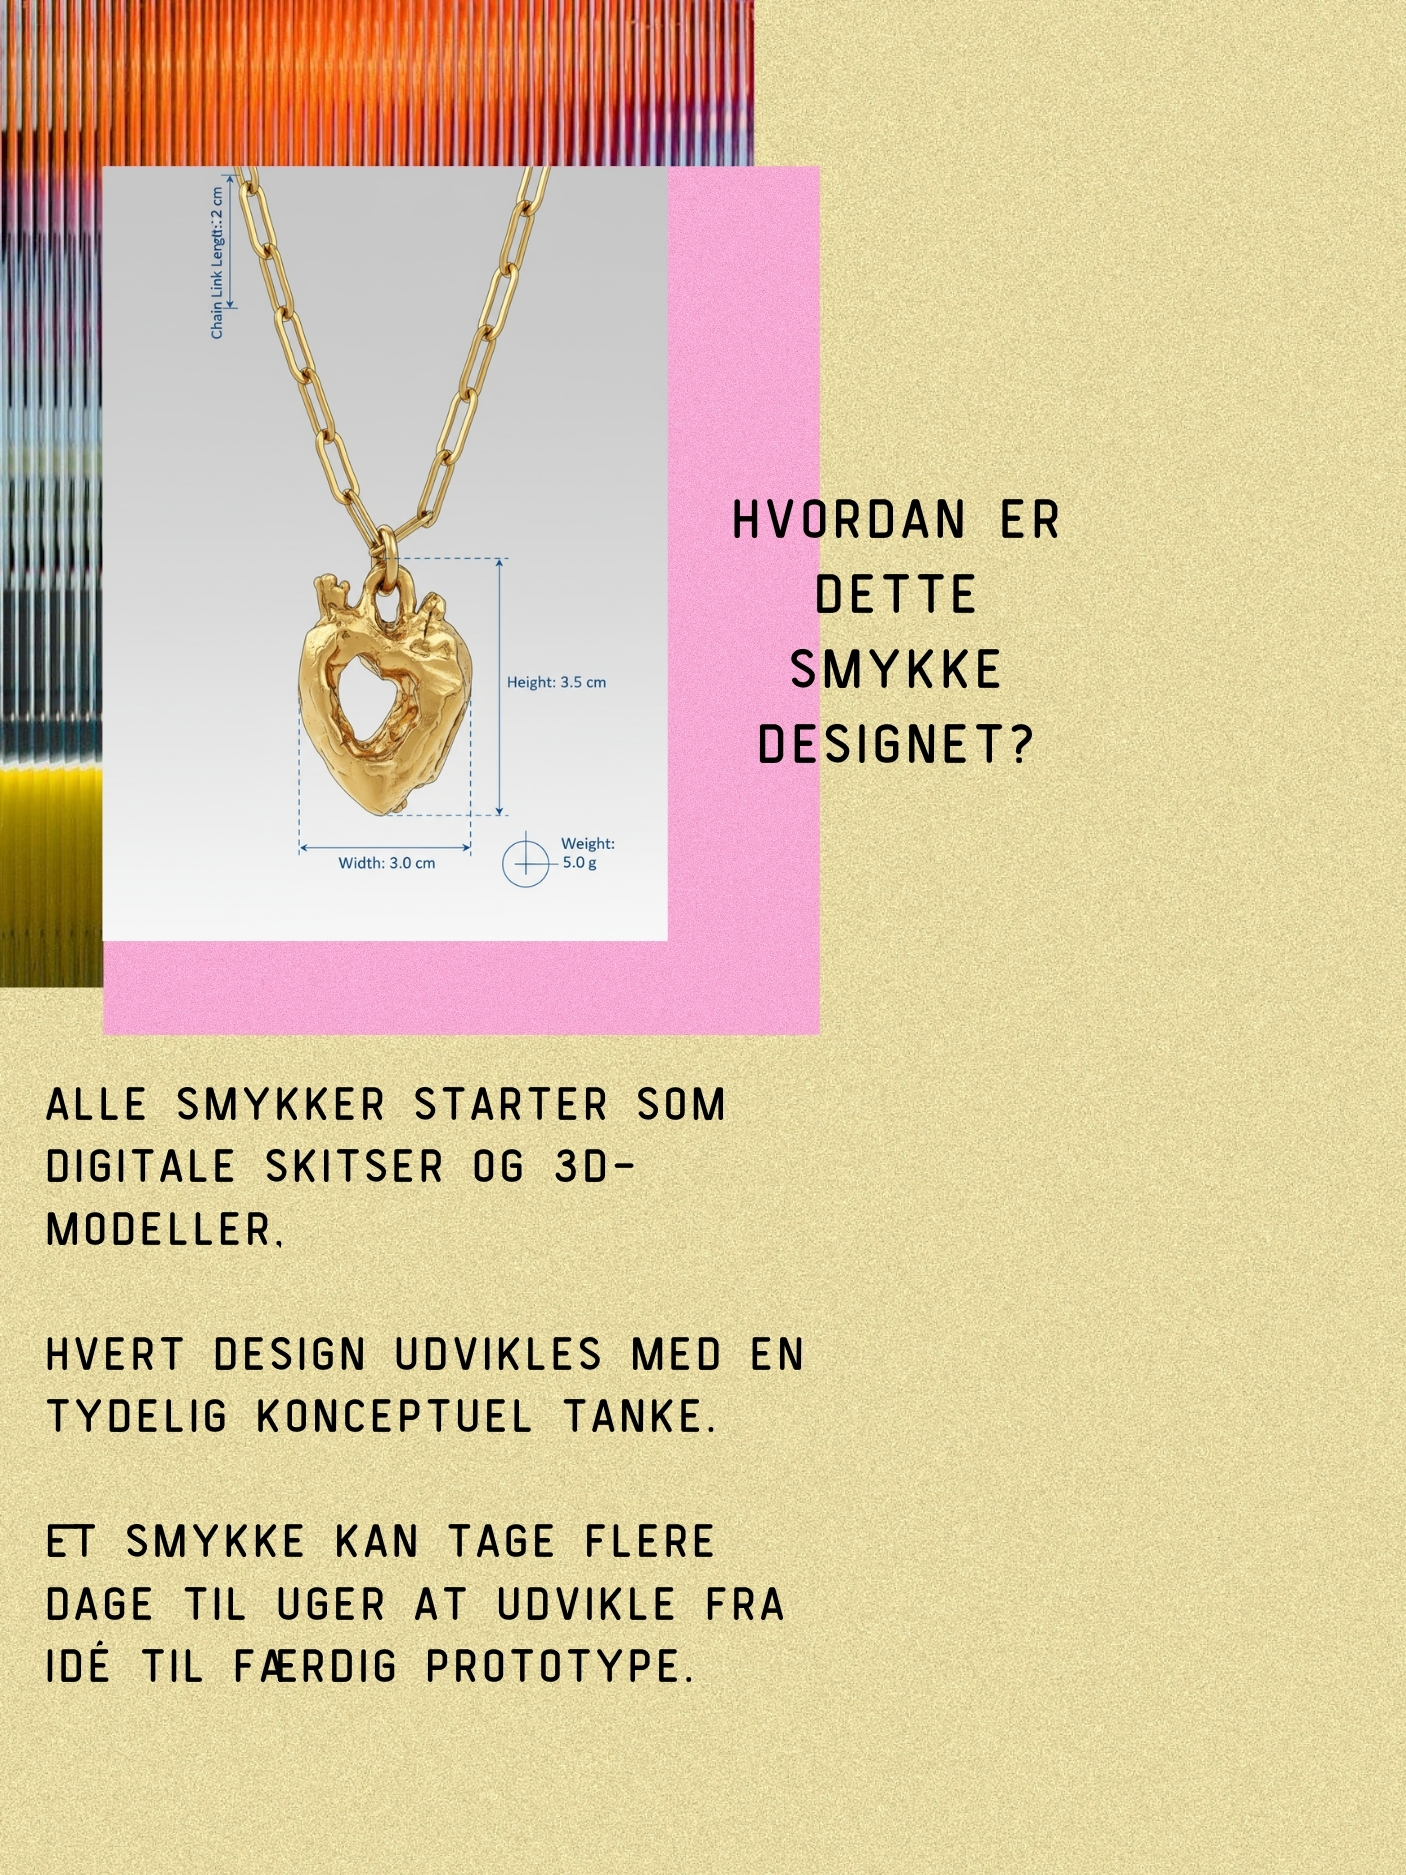 Chain Link Lengt:: 2 cm
HVORDAN ER
DETTE
SMYKKE
DESIGNET?
Height: 3.5 cm
Width: 3.0 cm
Weight:
5.0 g
ALLE SMYKKER STARTER SOM
DIGITALE SKITSER OG 3D-
MODELLER,
HVERT DESIGN UDVIKLES MED EN
TYDELIG KONCEPTUEL TANKE.
ET SMYKKE KAN TAGE FLERE
DAGE TIL UGER AT UDVIKLE FRA
IDÉ TIL FÆRDIG PROTOTYPE.